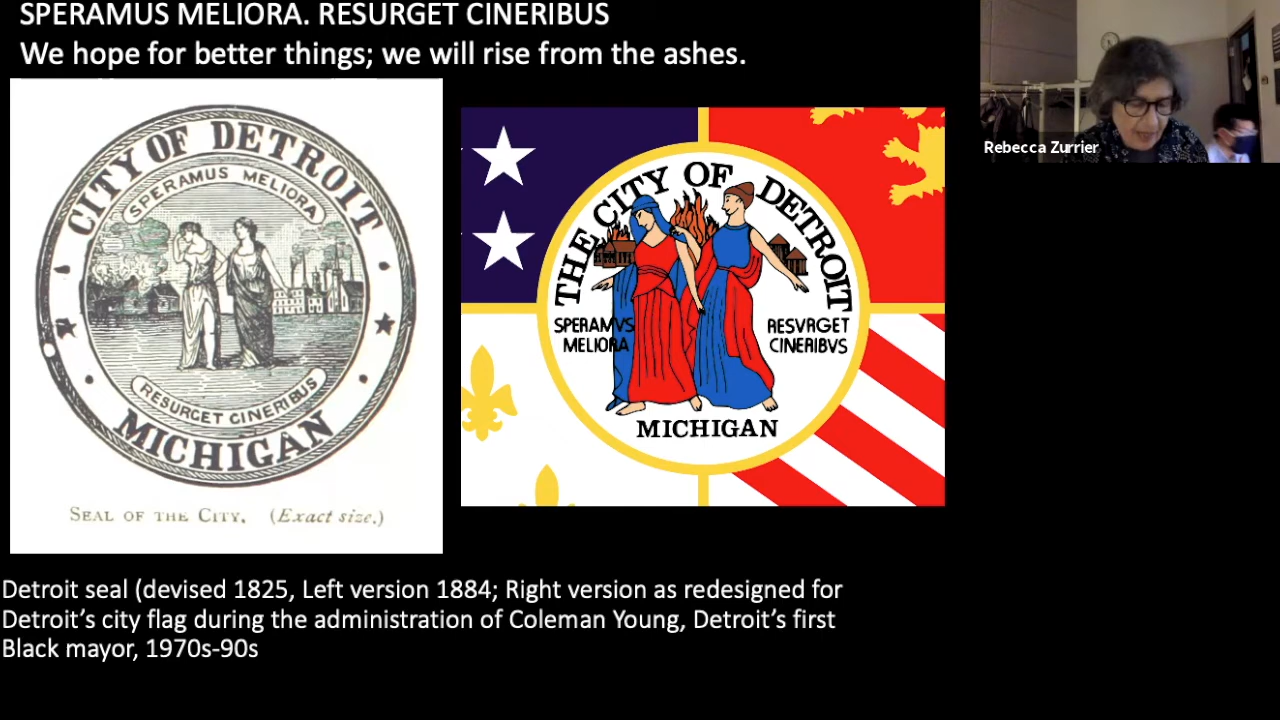 SPERAMUS MELIORA. RESURGET CINERIBUS
We hope for better things; we will rise from the ashes.
Rebecca Zurrier
CITY OF DETROIT
SPERAMUS MELIORA
RESURGET CINERIBUS
MICHIGAN
SEAL OF THE CITY. (Exact size.)
THE CITY OF DETROIT
SPERAMVS
MELIORA
RESVRGET
CINERIBVS
MICHIGAN
Detroit seal (devised 1825, Left version 1884; Right version as redesigned for
Detroit’s city flag during the administration of Coleman Young, Detroit’s first
Black mayor, 1970s-90s